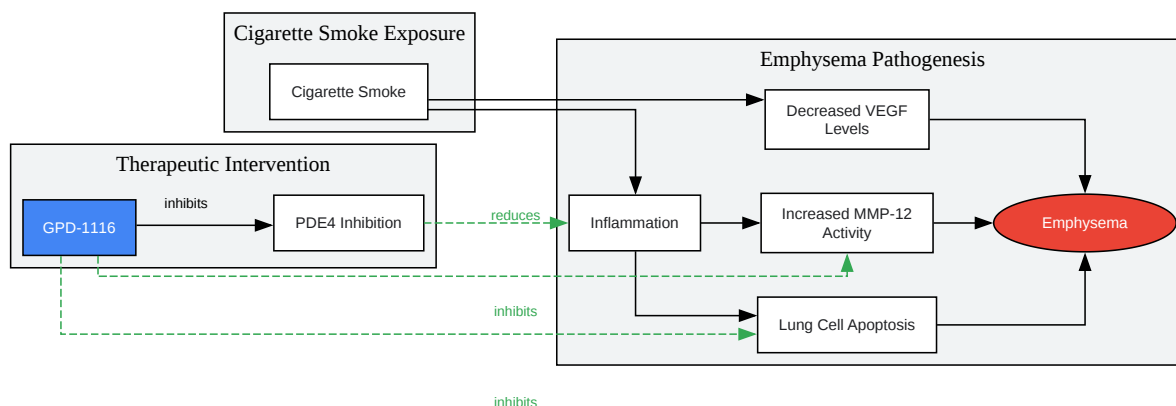 Cigarette Smoke Exposure
Cigarette Smoke
Emphysema Pathogenesis
Decreased VEGF
Levels
Therapeutic Intervention
GPD-1116
inhibits
PDE4 Inhibition
reduces
Inflammation
Increased MMP-12
Activity
Emphysema
inhibits
Lung Cell Apoptosis
inhibits